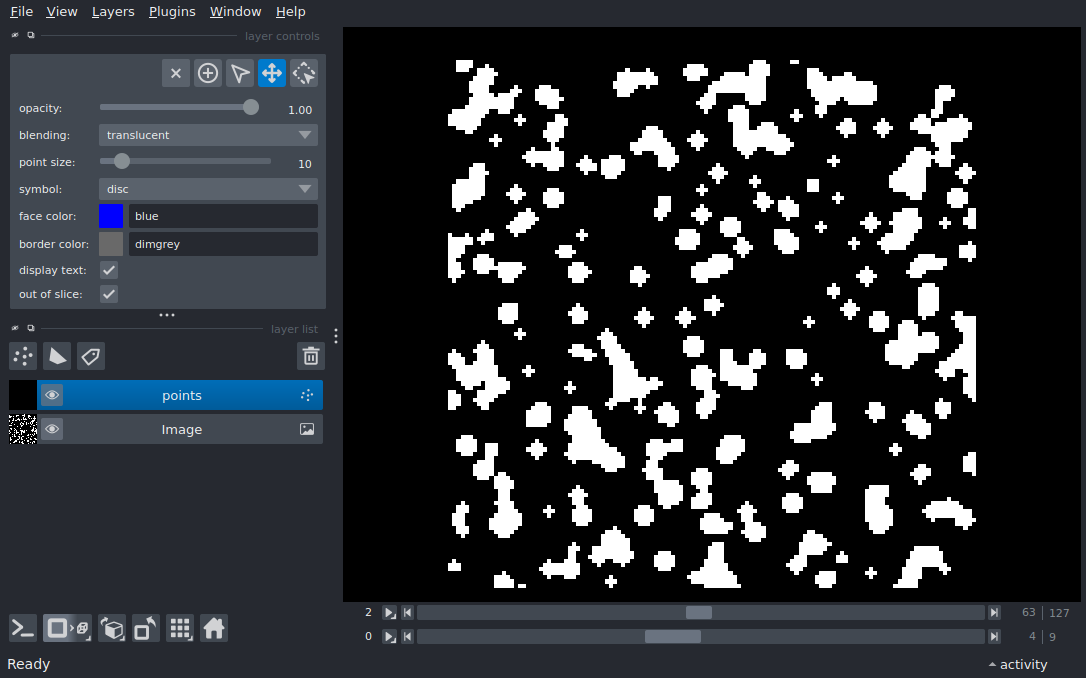 File View Layers Plugins Window Help
layer controls
opacity: 1.00
blending: translucent
point size: 10
symbol: disc
face color: blue
border color: dimgrey
display text:
out of slice:
layer list
points
Image
2 63 127
0 4 9
Ready activity